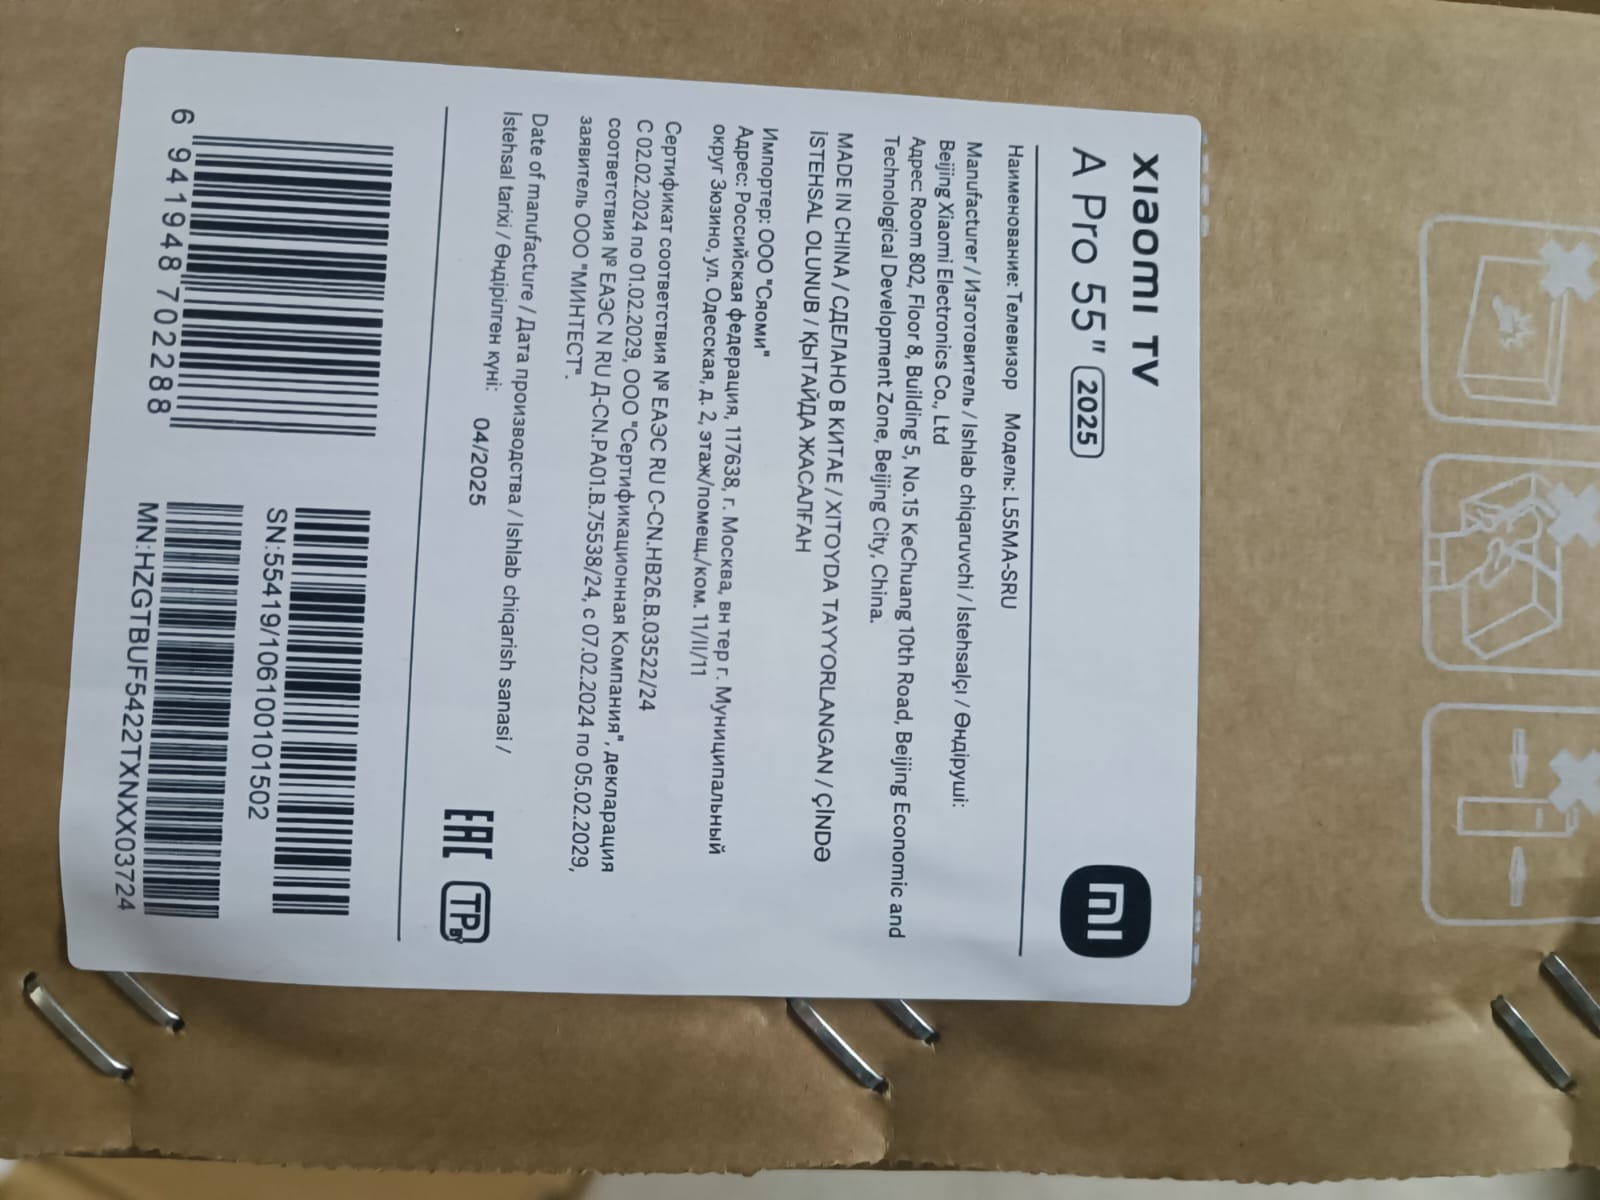 xiaomi TV
A Pro 55" 2025
mi
Наименование: Телевизор Модель: L55MA-SRU
Manufacturer / Изготовитель / Ishlab chiqaruvchi / İstehsalçı / Өндіруші:
Beijing Xiaomi Electronics Co., Ltd
Адрес: Room 802, Floor 8, Building 5, No.15 KeChuang 10th Road, Beijing Economic and
Technological Development Zone, Beijing City, China.
MADE IN CHINA / СДЕЛАНО В КИТАЕ / XITOYDA TAYYORLANGAN / ÇİNDƏ
İSTEHSAL OLUNUB / ҚЫТАЙДА ЖАСАЛҒАН
Импортер: ООО "Сяоми"
Адрес: Российская федерация, 117638, г. Москва, вн тер г. Муниципальный
округ Зюзино, ул. Одесская, д. 2, этаж/помещ./ком. 11/II/11
Сертификат соответствия № ЕАЭС RU C-CN.HB26.B.03522/24
С 02.02.2024 по 01.02.2029, ООО "Сертификационная Компания", декларация
соответствия № ЕАЭС N RU Д-CN.PA01.B.75538/24, с 07.02.2024 по 05.02.2029,
заявитель ООО "МИНТЕСТ".
Date of manufacture / Дата производства / Ishlab chiqarish sanasi /
İstehsal tarixi / Өндірілген күні: 04/2025
EAC
6 941948 702288
SN:55419/10610010​1502
MN:HZGTBUF5422TXNXX03724